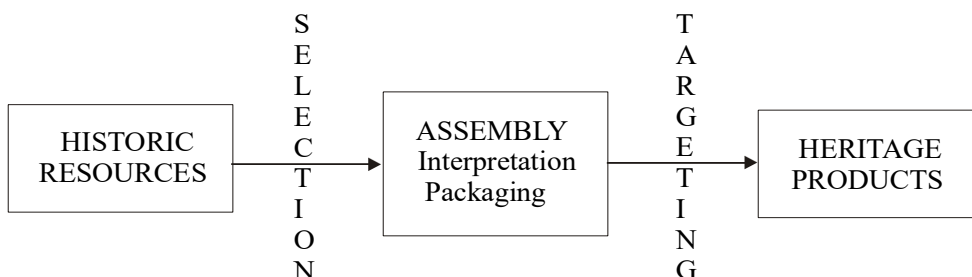 HISTORIC
RESOURCES
SELECTION
ASSEMBLY
Interpretation
Packaging
TARGETING
HERITAGE
PRODUCTS